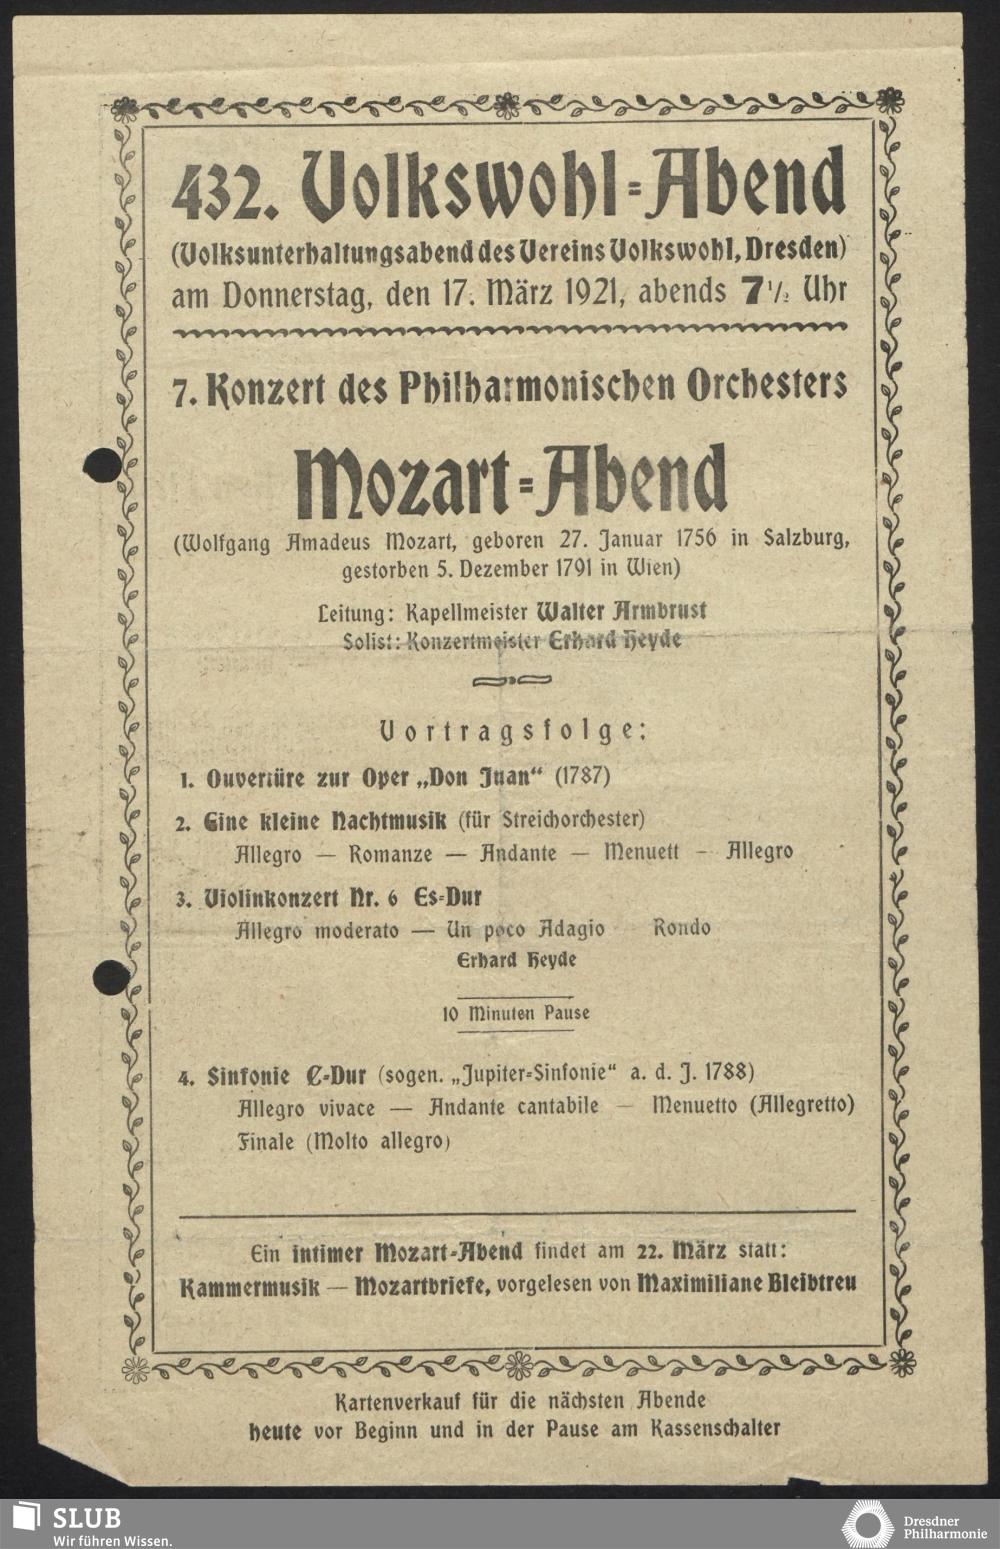 432. Volkswohl-Abend
(Volksunterhaltungsabend des Vereins Volkswohl, Dresden)
am Donnerstag, den 17. März 1921, abends 7 1/2 Uhr
7. Konzert des Philharmonischen Orchesters
Mozart-Abend
(Wolfgang Amadeus Mozart, geboren 27. Januar 1756 in Salzburg,
gestorben 5. Dezember 1791 in Wien)
Leitung: Kapellmeister Walter Armbrust
Solist: Konzertmeister Erhard Heyde
Vortragsfolge:
1. Ouvertüre zur Oper „Don Juan“ (1787)
2. Eine kleine Nachtmusik (für Streichorchester)
Allegro — Romanze — Andante — Menuett — Allegro
3. Violinkonzert Nr. 6 Es-Dur
Allegro moderato — Un poco Adagio Rondo
Erhard Heyde
10 Minuten Pause
4. Sinfonie C-Dur (sogen. „Jupiter-Sinfonie“ a. d. J. 1788)
Allegro vivace — Andante cantabile — Menuetto (Allegretto)
Finale (Molto allegro)
Ein intimer Mozart-Abend findet am 22. März statt:
Kammermusik — Mozartbriefe, vorgelesen von Maximiliane Bleibtreu
Kartenverkauf für die nächsten Abende
heute vor Beginn und in der Pause am Kassenschalter
SLUB
Wir führen Wissen.
Dresdner
Philharmonie